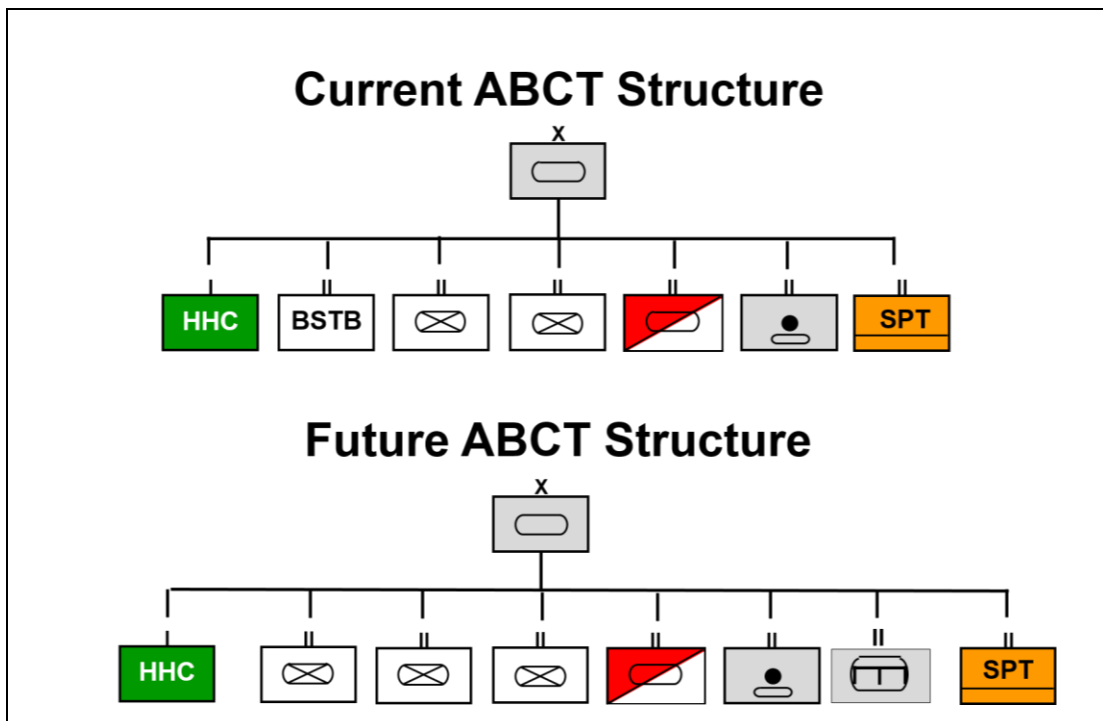 Current ABCT Structure
X
I II II II II II II
HHC BSTB SPT
Future ABCT Structure
X
I II II II II II II II
HHC SPT